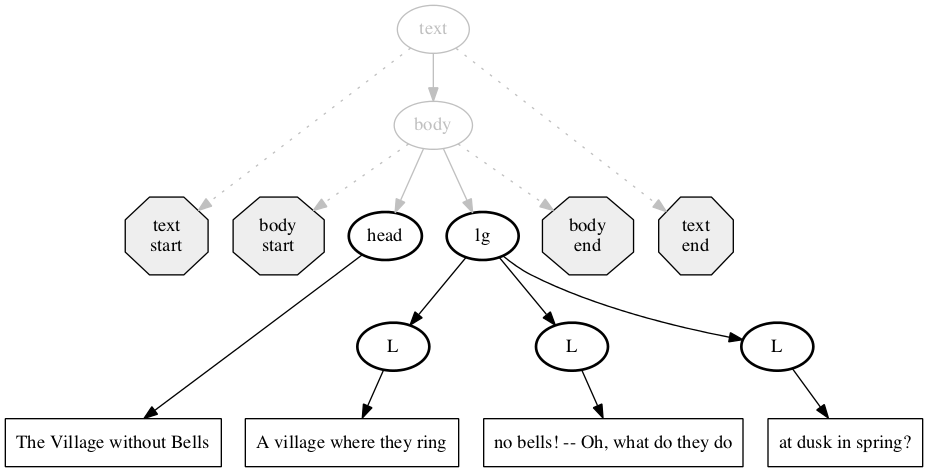 text
body
text
start
body
start
head
lg
body
end
text
end
L
L
L
The Village without Bells
A village where they ring
no bells! -- Oh, what do they do
at dusk in spring?